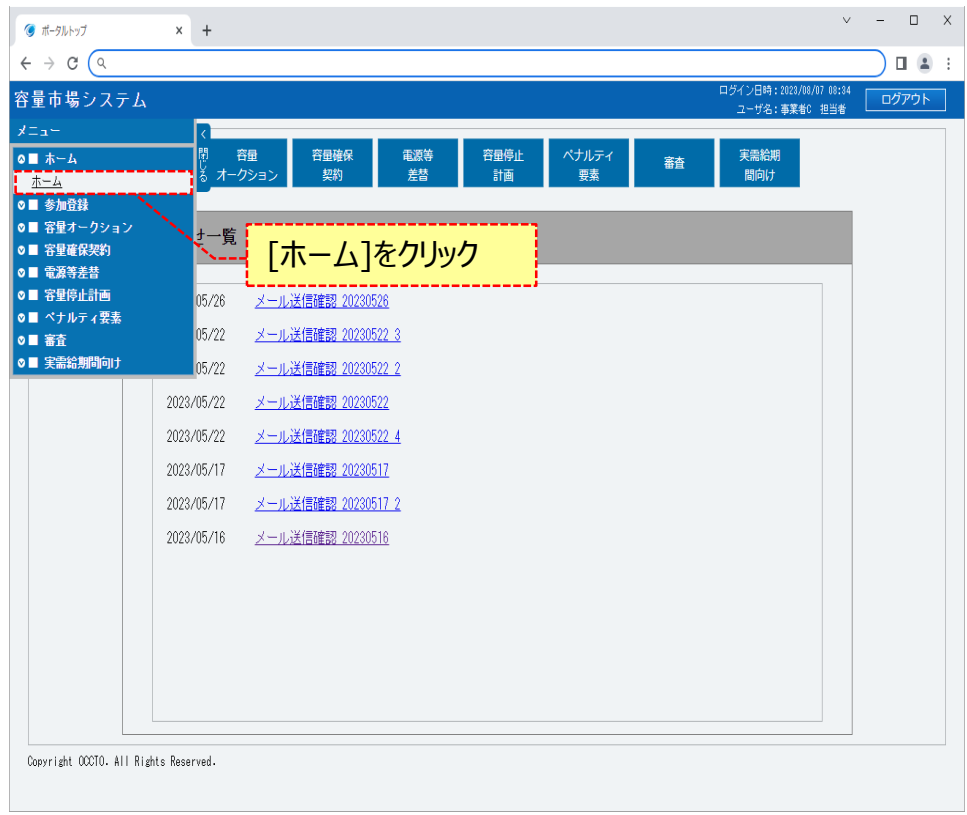 ポータルトップ
容量市場システム
ログイン日時：2023/08/07 08:34
ユーザ名：事業者C 担当者
ログアウト
メニュー
ホーム
ホーム
参加登録
容量オークション
容量確保契約
電源等差替
容量停止計画
ペナルティ要素
審査
実需給期間向け
閉じる
容量
オークション
容量確保
契約
電源等
差替
容量停止
計画
ペナルティ
要素
審査
実需給期
間向け
せ一覧
[ホーム]をクリック
05/26 メール送信確認 20230526
05/22 メール送信確認 20230522 3
05/22 メール送信確認 20230522 2
2023/05/22 メール送信確認 20230522
2023/05/22 メール送信確認 20230522 4
2023/05/17 メール送信確認 20230517
2023/05/17 メール送信確認 20230517 2
2023/05/16 メール送信確認 20230516
Copyright OCCTO. All Rights Reserved.